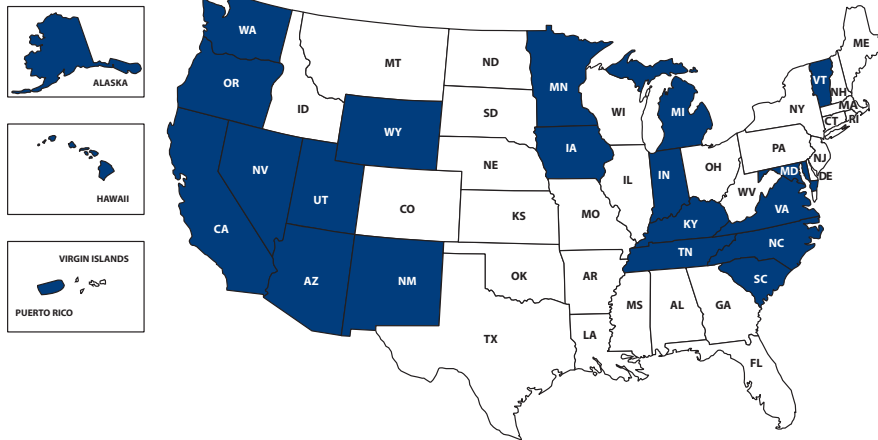 ALASKA
HAWAII
VIRGIN ISLANDS
PUERTO RICO
WA
OR
CA
NV
ID
MT
WY
UT
AZ
CO
NM
ND
SD
NE
KS
OK
TX
MN
IA
MO
AR
LA
WI
IL
MI
IN
OH
KY
TN
MS
AL
GA
FL
SC
NC
VA
WV
MD
DE
NJ
PA
NY
CT
RI
MA
VT
NH
ME